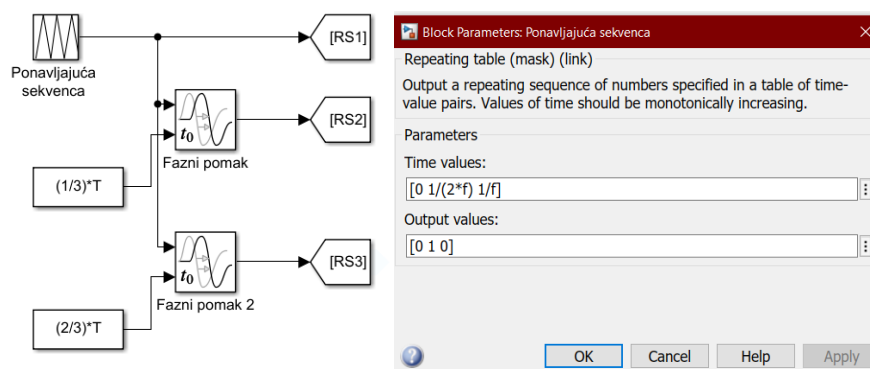 [RS1]
Ponavljajuća
sekvenca
[RS2]
t0
Fazni pomak
(1/3)*T
[RS3]
t0
Fazni pomak 2
(2/3)*T
Block Parameters: Ponavljajuća sekvenca
Repeating table (mask) (link)
Output a repeating sequence of numbers specified in a table of time-
value pairs. Values of time should be monotonically increasing.
Parameters
Time values:
[0 1/(2*f) 1/f]
Output values:
[0 1 0]
OK Cancel Help Apply